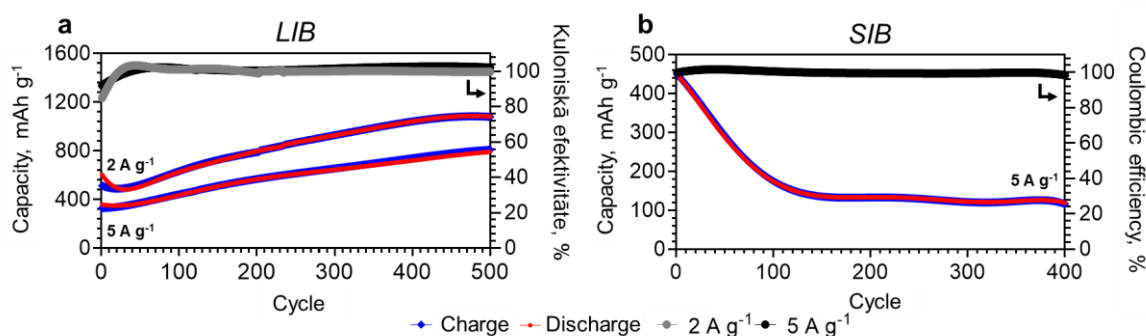 a
LIB
1600
1200
800
400
0
Capacity, mAh g⁻¹
2 A g⁻¹
5 A g⁻¹
100
80
60
40
20
0
Kuloniskā efektivitāte, %
0 100 200 300 400 500
Cycle
b
SIB
500
400
300
200
100
0
Capacity, mAh g⁻¹
5 A g⁻¹
100
80
60
40
20
0
Coulombic efficiency, %
0 100 200 300 400
Cycle
Charge Discharge 2 A g⁻¹ 5 A g⁻¹